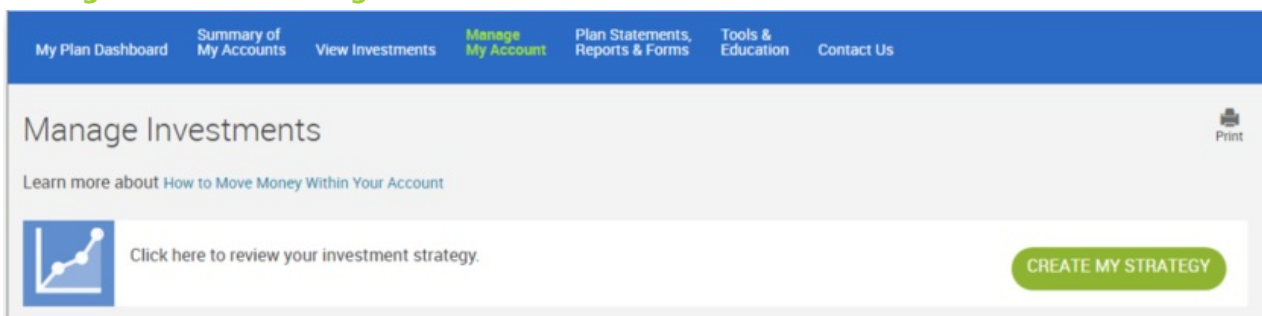 My Plan Dashboard
Summary of
My Accounts
View Investments
Manage
My Account
Plan Statements,
Reports & Forms
Tools &
Education
Contact Us
Manage Investments
Print
Learn more about How to Move Money Within Your Account
Click here to review your investment strategy.
CREATE MY STRATEGY